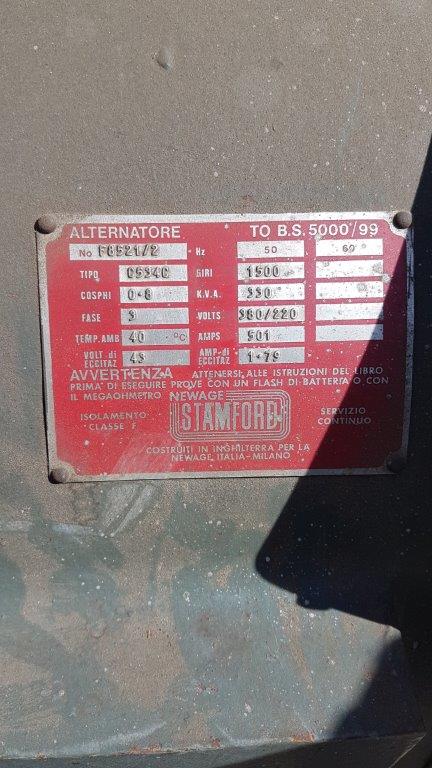 ALTERNATORE TO B.S. 5000/99
No F8521/2 Hz 50 60
TIPO C534C GIRI 1500
COSPHI 0·8 K.V.A. 330
FASE 3 VOLTS 380/220
TEMP. AMB 40 °C AMPS 501
VOLT di ECCITAZ 43 AMP-di ECCITAZ 1·79
AVVERTENZA ATTENERSI, ALLE ISTRUZIONI DEL LIBRO
PRIMA DI ESEGUIRE PROVE CON UN FLASH DI BATTERIA O CON
IL MEGAOHMETRO
NEWAGE
STAMFORD
ISOLAMENTO
CLASSE F
SERVIZIO
CONTINUO
COSTRUITI IN INGHILTERRA PER LA
NEWAGE ITALIA-MILANO